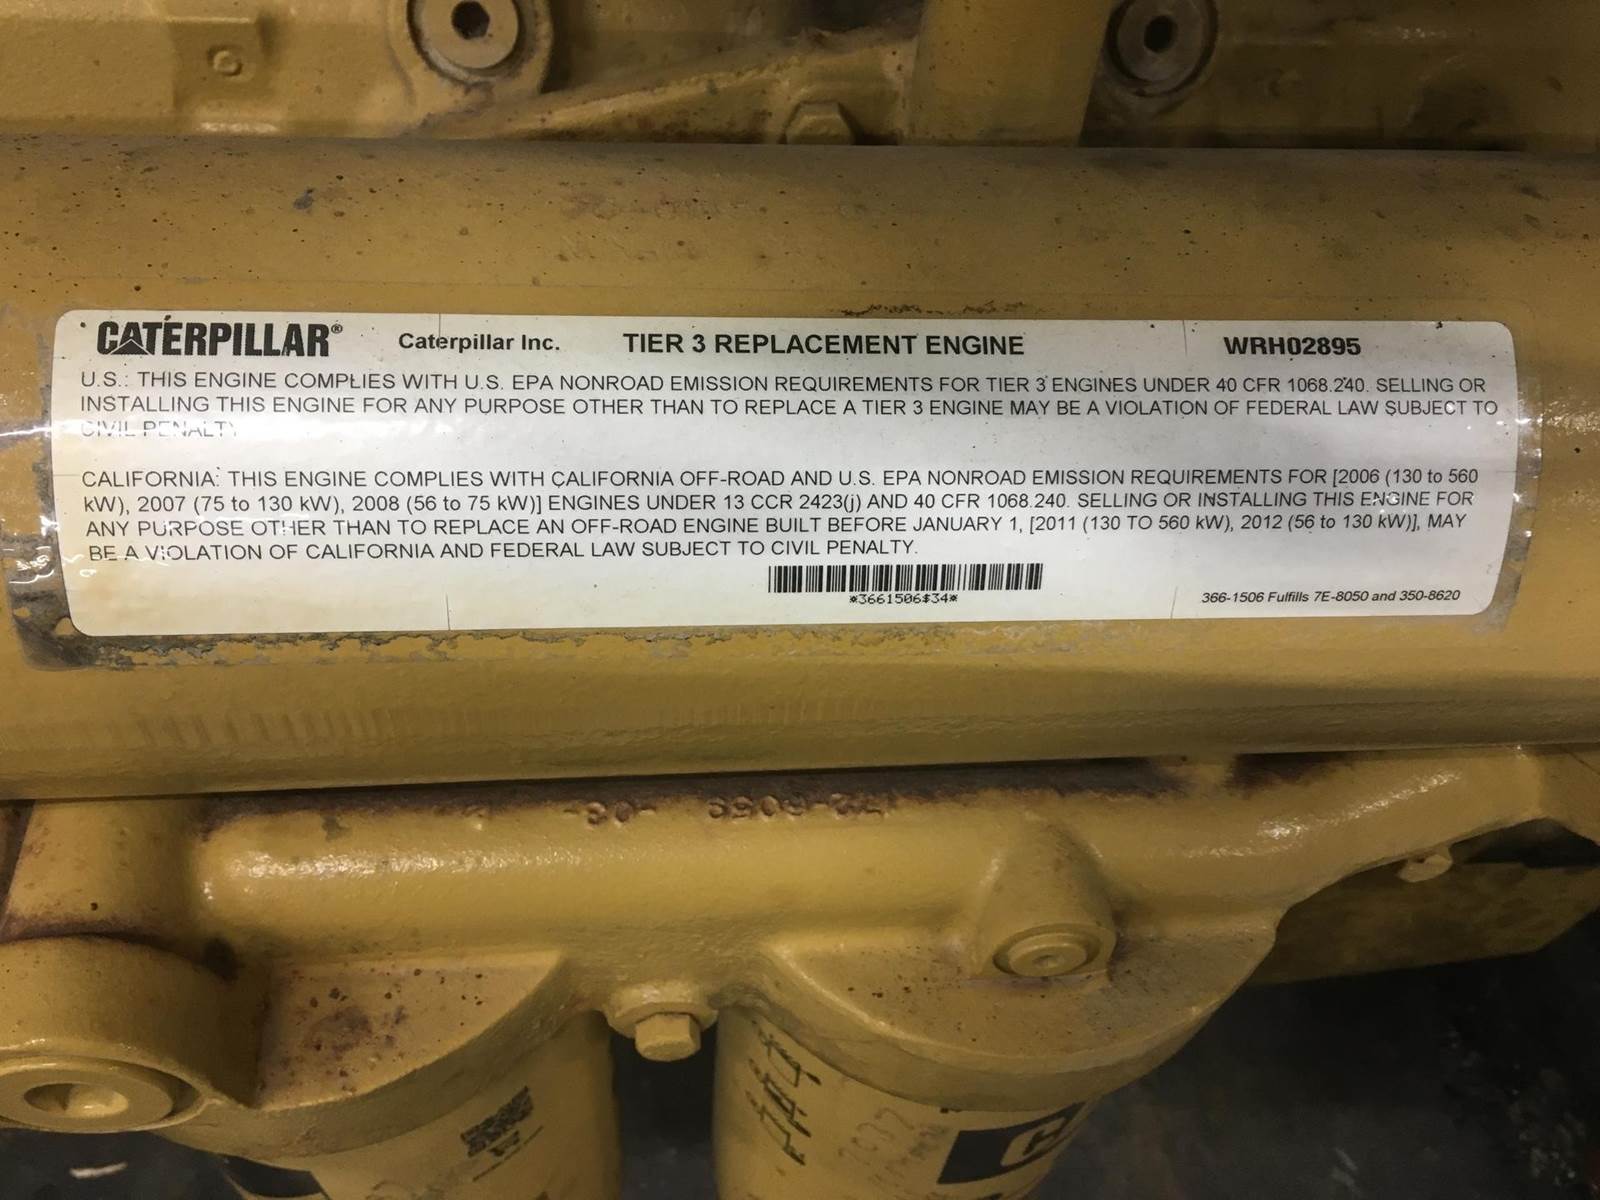 CATERPILLAR® Caterpillar Inc. TIER 3 REPLACEMENT ENGINE WRH02895
U.S.: THIS ENGINE COMPLIES WITH U.S. EPA NONROAD EMISSION REQUIREMENTS FOR TIER 3 ENGINES UNDER 40 CFR 1068.240. SELLING OR
INSTALLING THIS ENGINE FOR ANY PURPOSE OTHER THAN TO REPLACE A TIER 3 ENGINE MAY BE A VIOLATION OF FEDERAL LAW SUBJECT TO
CIVIL PENALTY
CALIFORNIA: THIS ENGINE COMPLIES WITH CALIFORNIA OFF-ROAD AND U.S. EPA NONROAD EMISSION REQUIREMENTS FOR [2006 (130 to 560
kW), 2007 (75 to 130 kW), 2008 (56 to 75 kW)] ENGINES UNDER 13 CCR 2423(j) AND 40 CFR 1068.240. SELLING OR INSTALLING THIS ENGINE FOR
ANY PURPOSE OTHER THAN TO REPLACE AN OFF-ROAD ENGINE BUILT BEFORE JANUARY 1, [2011 (130 TO 560 kW), 2012 (56 to 130 kW)], MAY
BE A VIOLATION OF CALIFORNIA AND FEDERAL LAW SUBJECT TO CIVIL PENALTY.
*3661506$34*
366-1506 Fulfills 7E-8050 and 350-8620